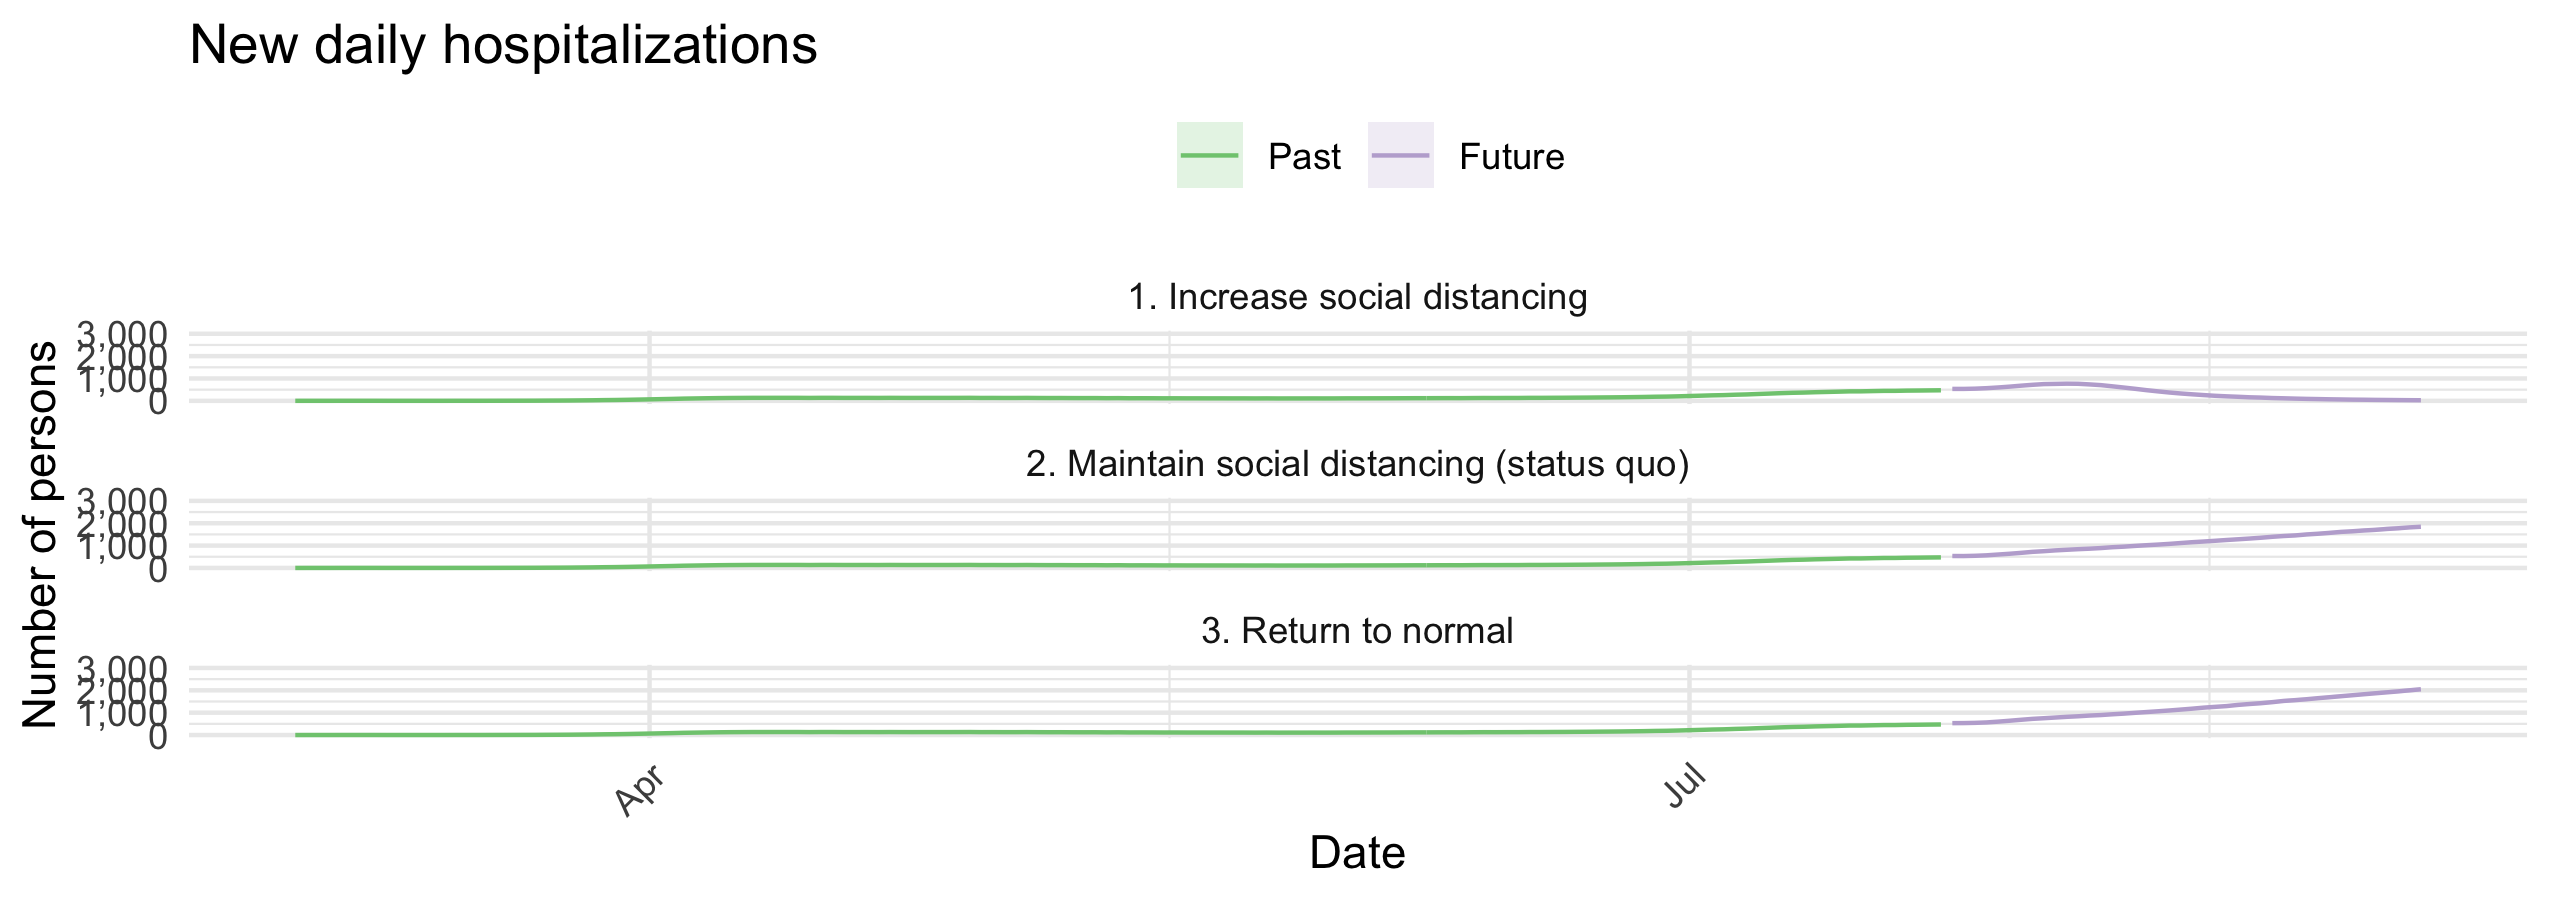 New daily hospitalizations
Past Future
1. Increase social distancing
3,000
2,000
1,000
0
2. Maintain social distancing (status quo)
3,000
2,000
1,000
0
3. Return to normal
3,000
2,000
1,000
0
Number of persons
Apr Jul
Date